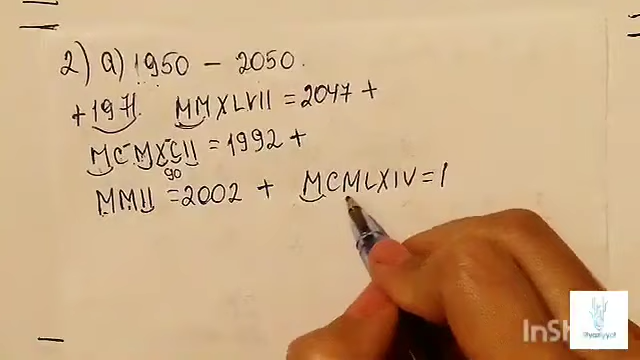 2) a) 1950 - 2050.
+ 1971 MMXLVII = 2047 +
MCMXCII = 1992 +
90
MMII = 2002 + MCMLXIV = 1
InSh